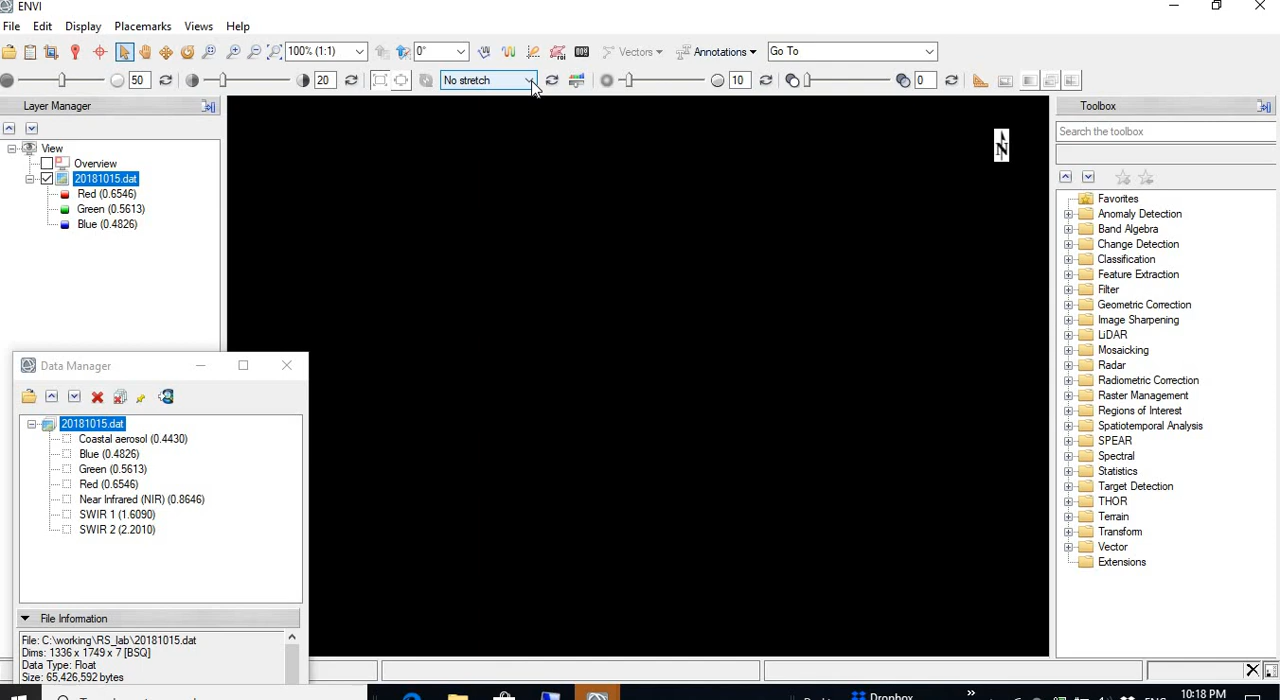 ENVI
File Edit Display Placemarks Views Help
100% (1:1) 0° Vectors Annotations Go To
50 20 No stretch 10 0
Layer Manager
View
Overview
20181015.dat
Red (0.6546)
Green (0.5613)
Blue (0.4826)
N
Data Manager
20181015.dat
Coastal aerosol (0.4430)
Blue (0.4826)
Green (0.5613)
Red (0.6546)
Near Infrared (NIR) (0.8646)
SWIR 1 (1.6090)
SWIR 2 (2.2010)
File Information
File: C:\working\RS_lab\20181015.dat
Dims: 1336 x 1749 x 7 [BSQ]
Data Type: Float
Size: 65,426,592 bytes
Toolbox
Search the toolbox
Favorites
Anomaly Detection
Band Algebra
Change Detection
Classification
Feature Extraction
Filter
Geometric Correction
Image Sharpening
LiDAR
Mosaicking
Radar
Radiometric Correction
Raster Management
Regions of Interest
Spatiotemporal Analysis
SPEAR
Spectral
Statistics
Target Detection
THOR
Terrain
Transform
Vector
Extensions
Dropbox
10:18 PM